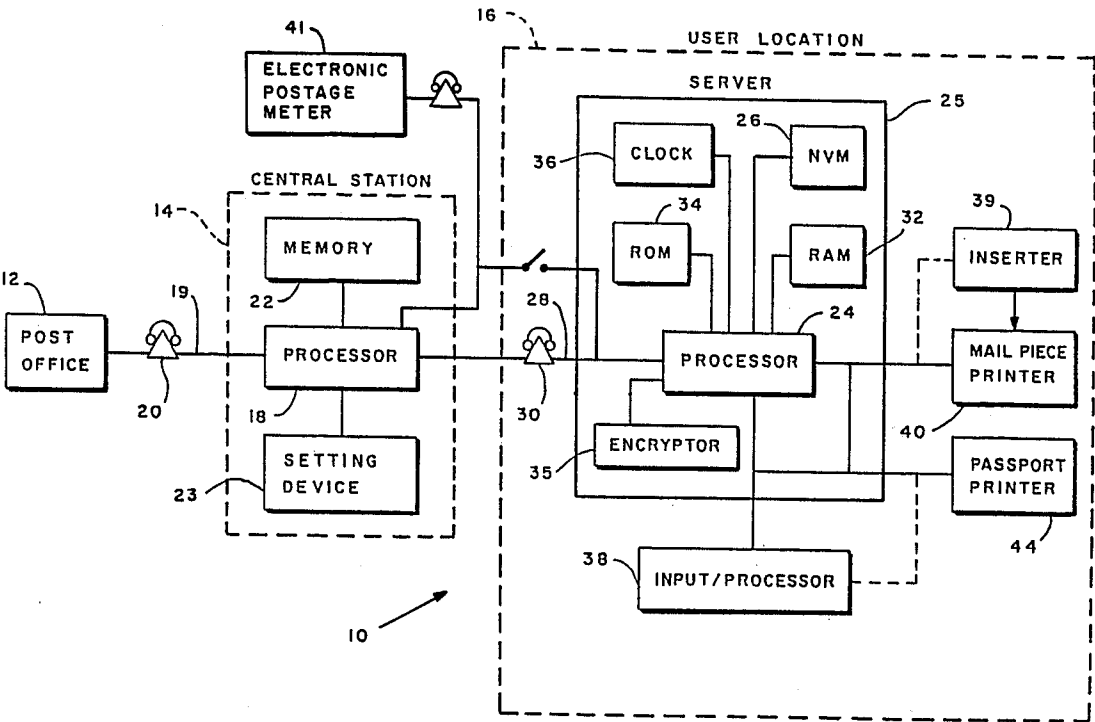 16
USER LOCATION
41
ELECTRONIC
POSTAGE
METER
SERVER
25
26
CLOCK
36
NVM
CENTRAL STATION
14
34
39
MEMORY
ROM
RAM
32
INSERTER
12
22
19
28
24
POST
OFFICE
PROCESSOR
PROCESSOR
MAIL PIECE
PRINTER
20
18
30
40
SETTING
DEVICE
23
35
ENCRYPTOR
PASSPORT
PRINTER
44
38
INPUT/PROCESSOR
10